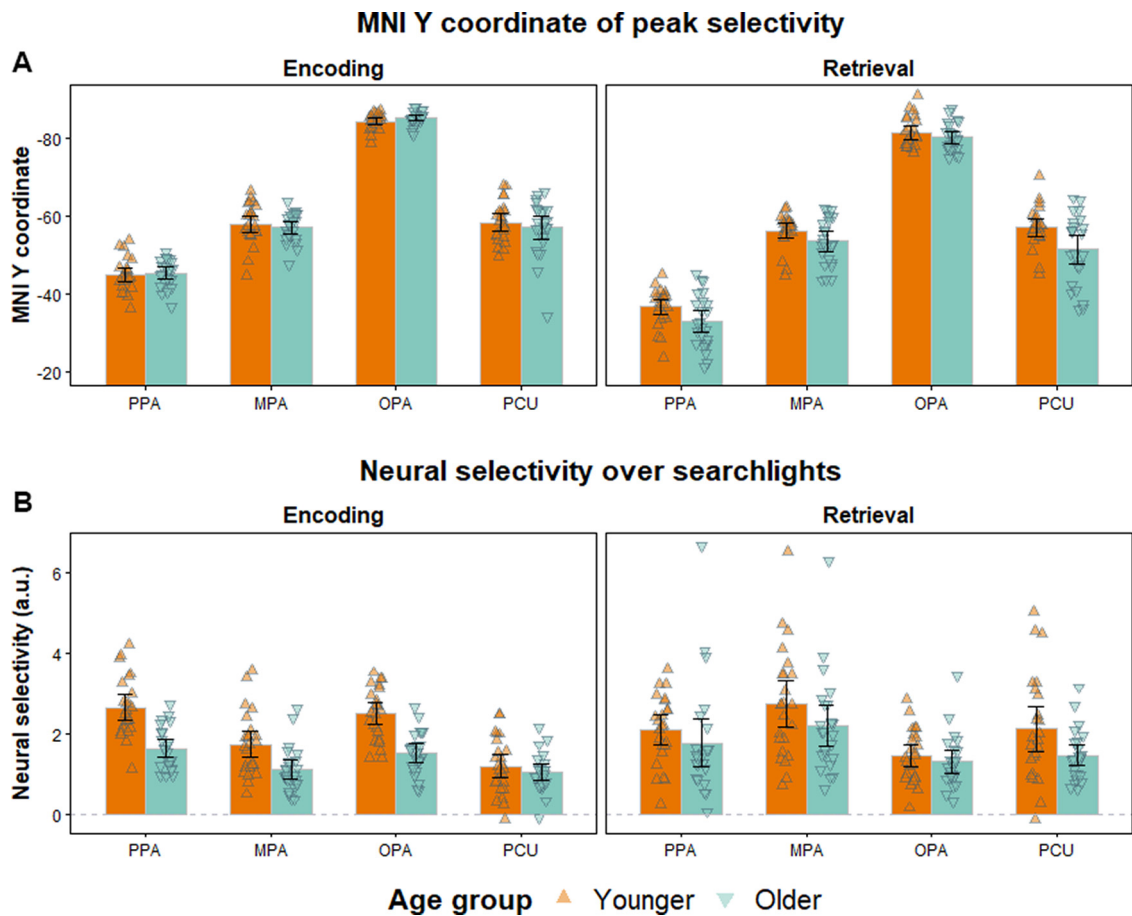 MNI Y coordinate of peak selectivity
A
Encoding
Retrieval
MNI Y coordinate
-80
-60
-40
-20
PPA
MPA
OPA
PCU
PPA
MPA
OPA
PCU
Neural selectivity over searchlights
B
Encoding
Retrieval
Neural selectivity (a.u.)
6
4
2
0
PPA
MPA
OPA
PCU
PPA
MPA
OPA
PCU
Age group Younger Older